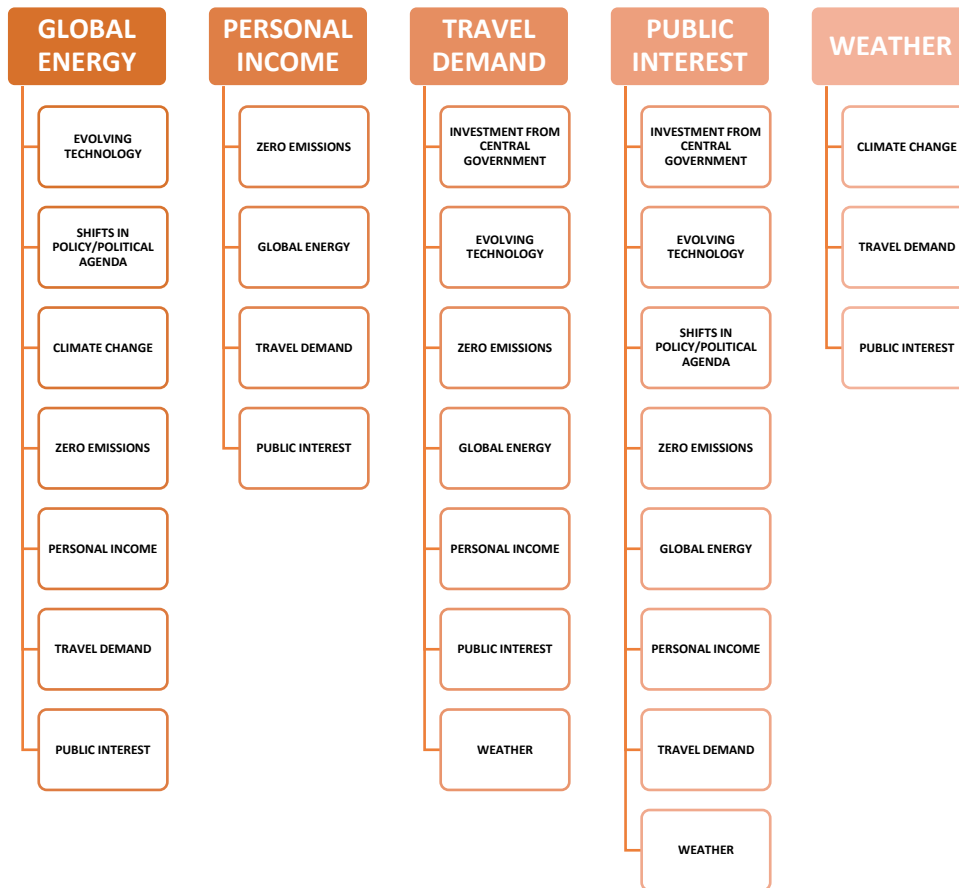 GLOBAL
ENERGY
EVOLVING
TECHNOLOGY
SHIFTS IN
POLICY/POLITICAL
AGENDA
CLIMATE CHANGE
ZERO EMISSIONS
PERSONAL INCOME
TRAVEL DEMAND
PUBLIC INTEREST
PERSONAL
INCOME
ZERO EMISSIONS
GLOBAL ENERGY
TRAVEL DEMAND
PUBLIC INTEREST
TRAVEL
DEMAND
INVESTMENT FROM
CENTRAL
GOVERNMENT
EVOLVING
TECHNOLOGY
ZERO EMISSIONS
GLOBAL ENERGY
PERSONAL INCOME
PUBLIC INTEREST
WEATHER
PUBLIC
INTEREST
INVESTMENT FROM
CENTRAL
GOVERNMENT
EVOLVING
TECHNOLOGY
SHIFTS IN
POLICY/POLITICAL
AGENDA
ZERO EMISSIONS
GLOBAL ENERGY
PERSONAL INCOME
TRAVEL DEMAND
WEATHER
WEATHER
CLIMATE CHANGE
TRAVEL DEMAND
PUBLIC INTEREST